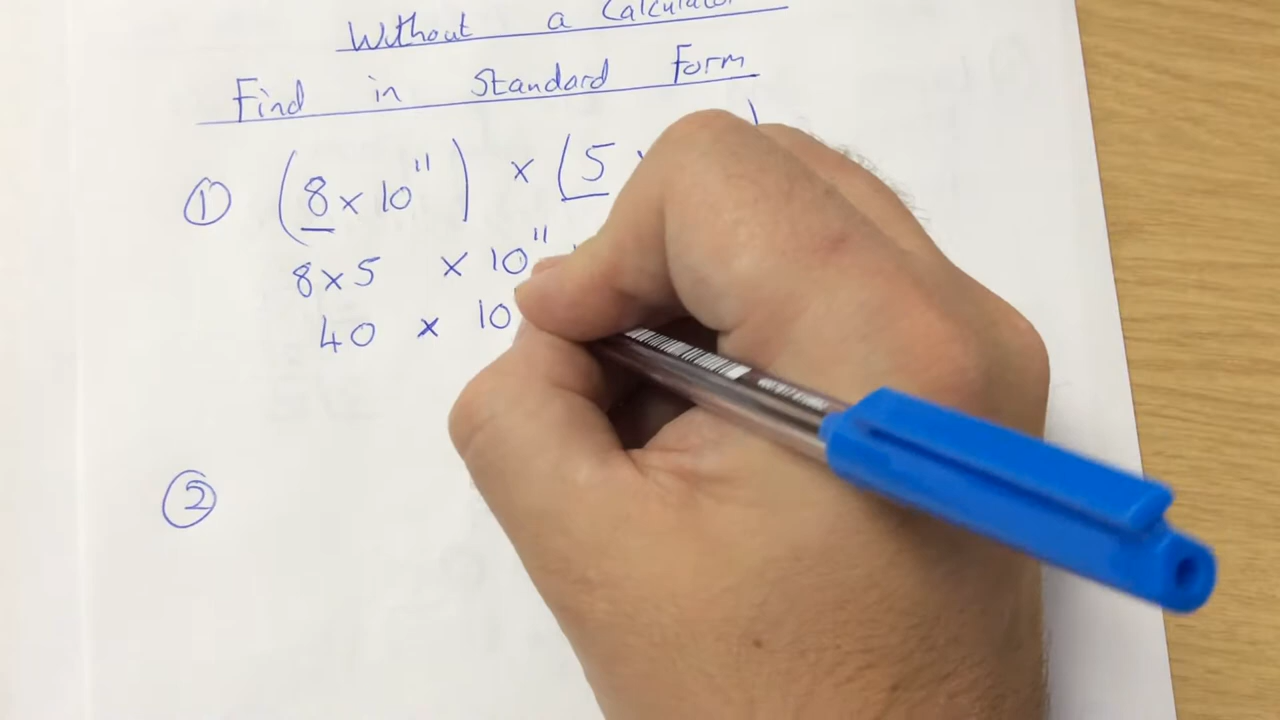 Without a Calculator
Find in Standard Form
① (8 × 10¹¹) × (5
8 × 5 × 10¹¹
40 × 10
②